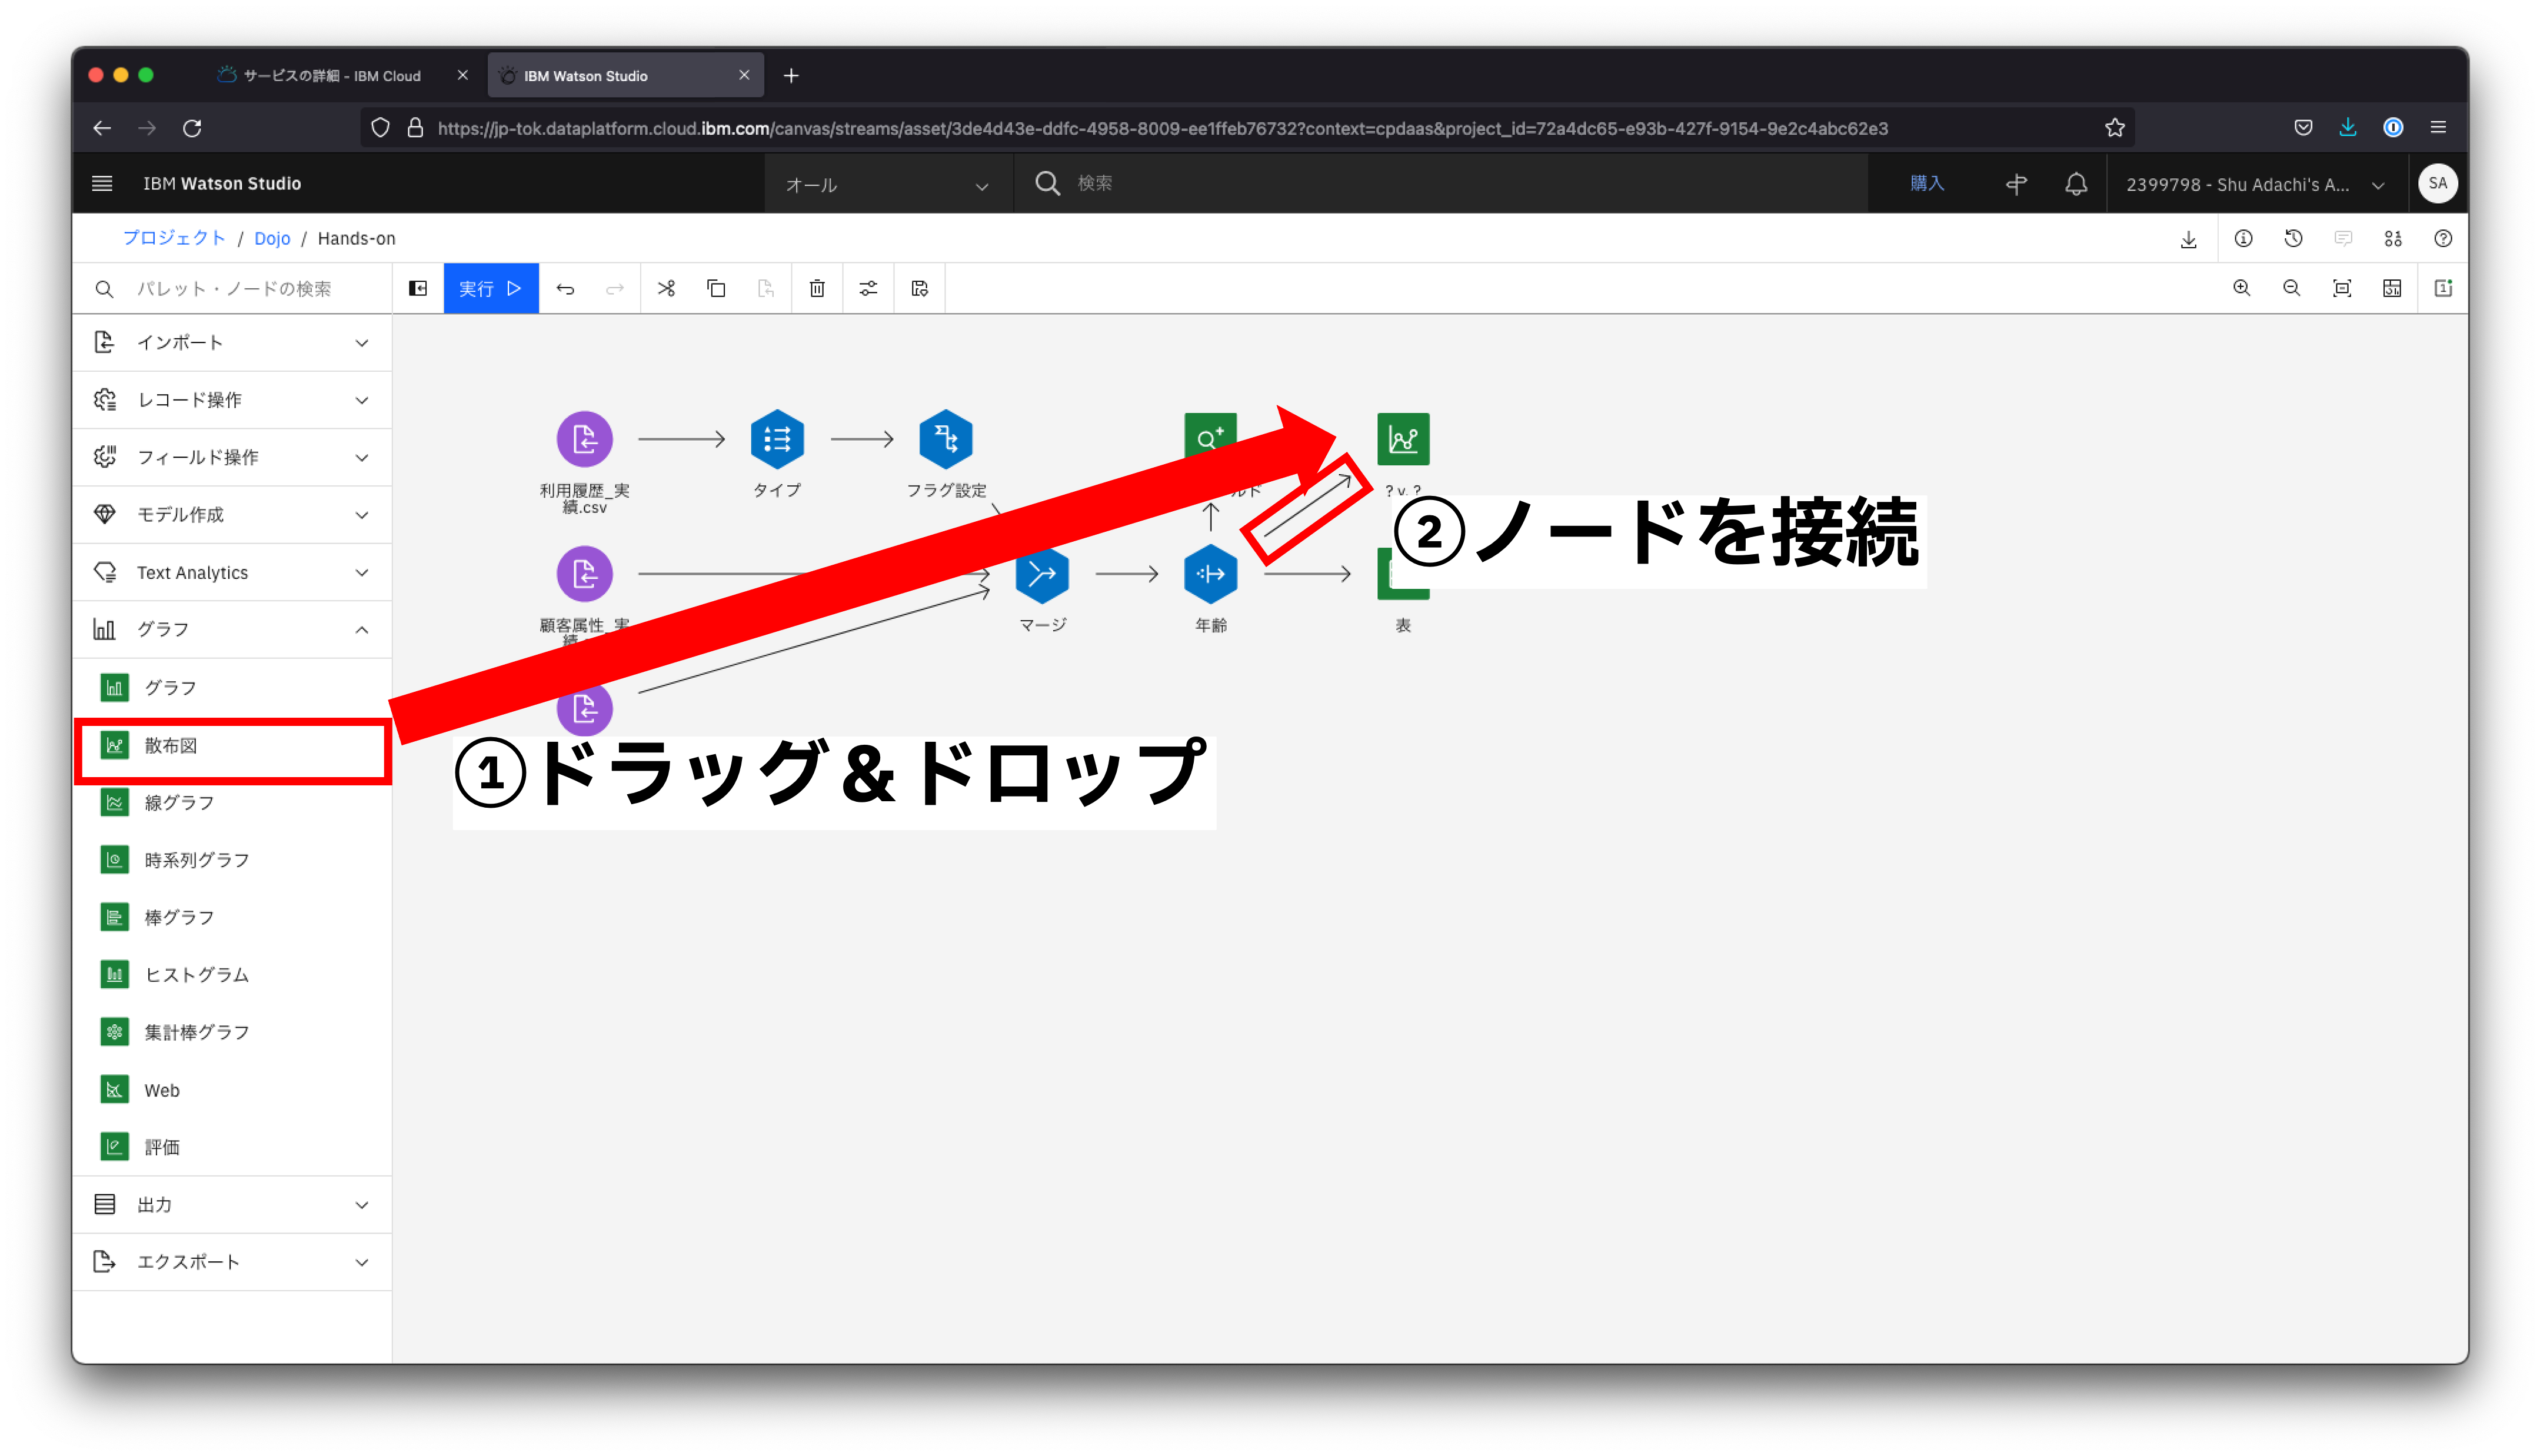 サービスの詳細 - IBM Cloud
IBM Watson Studio
https://jp-tok.dataplatform.cloud.ibm.com/canvas/streams/asset/3de4d43e-ddfc-4958-8009-ee1ffeb76732?context=cpdaas&project_id=72a4dc65-e93b-427f-9154-9e2c4abc62e3
IBM Watson Studio
オール
検索
購入
2399798 - Shu Adachi's A...
SA
プロジェクト / Dojo / Hands-on
パレット・ノードの検索
実行
インポート
レコード操作
フィールド操作
モデル作成
Text Analytics
グラフ
グラフ
散布図
線グラフ
時系列グラフ
棒グラフ
ヒストグラム
集計棒グラフ
Web
評価
出力
エクスポート
利用履歴_実
績.csv
タイプ
フラグ設定
ルド
? v. ?
②ノードを接続
顧客属性_実
績
マージ
年齢
表
①ドラッグ＆ドロップ